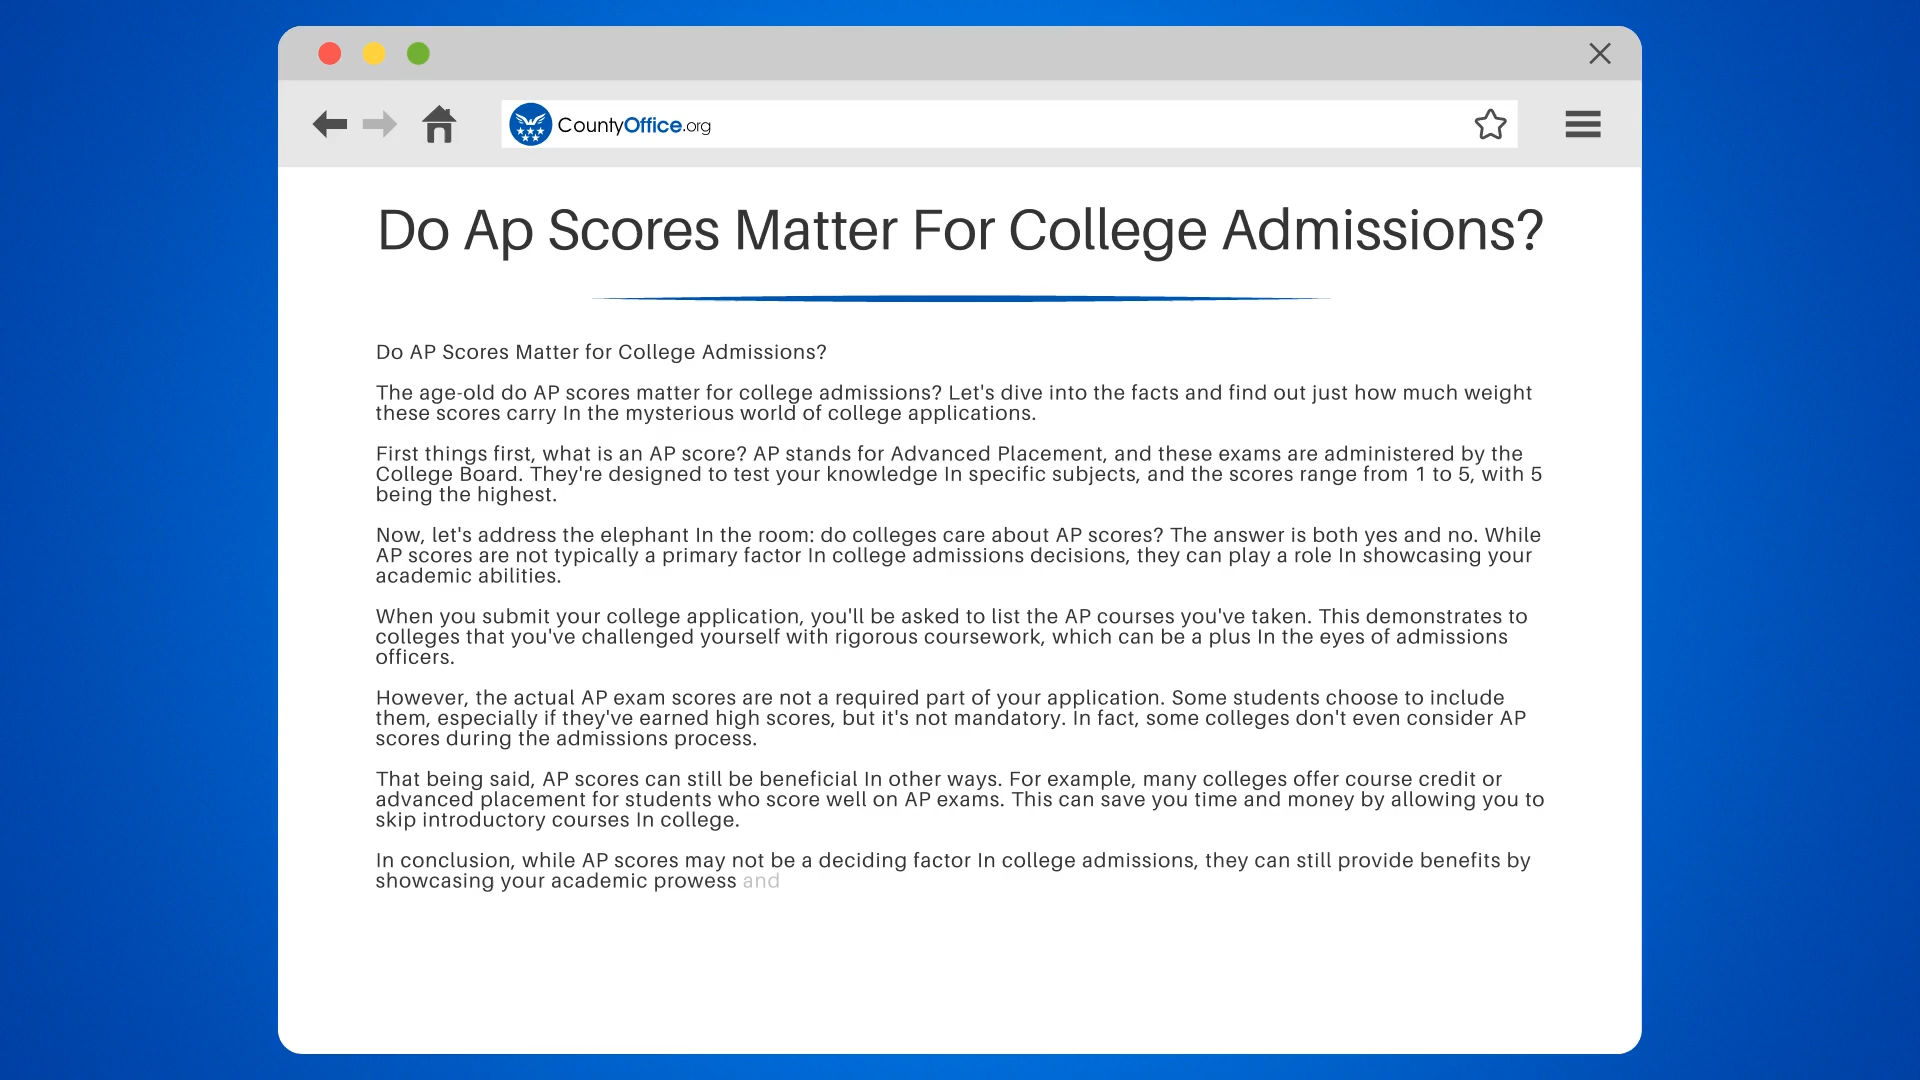 CountyOffice.org
Do Ap Scores Matter For College Admissions?
Do AP Scores Matter for College Admissions?
The age-old do AP scores matter for college admissions? Let's dive into the facts and find out just how much weight
these scores carry In the mysterious world of college applications.
First things first, what is an AP score? AP stands for Advanced Placement, and these exams are administered by the
College Board. They're designed to test your knowledge In specific subjects, and the scores range from 1 to 5, with 5
being the highest.
Now, let's address the elephant In the room: do colleges care about AP scores? The answer is both yes and no. While
AP scores are not typically a primary factor In college admissions decisions, they can play a role In showcasing your
academic abilities.
When you submit your college application, you'll be asked to list the AP courses you've taken. This demonstrates to
colleges that you've challenged yourself with rigorous coursework, which can be a plus In the eyes of admissions
officers.
However, the actual AP exam scores are not a required part of your application. Some students choose to include
them, especially if they've earned high scores, but it's not mandatory. In fact, some colleges don't even consider AP
scores during the admissions process.
That being said, AP scores can still be beneficial In other ways. For example, many colleges offer course credit or
advanced placement for students who score well on AP exams. This can save you time and money by allowing you to
skip introductory courses In college.
In conclusion, while AP scores may not be a deciding factor In college admissions, they can still provide benefits by
showcasing your academic prowess and